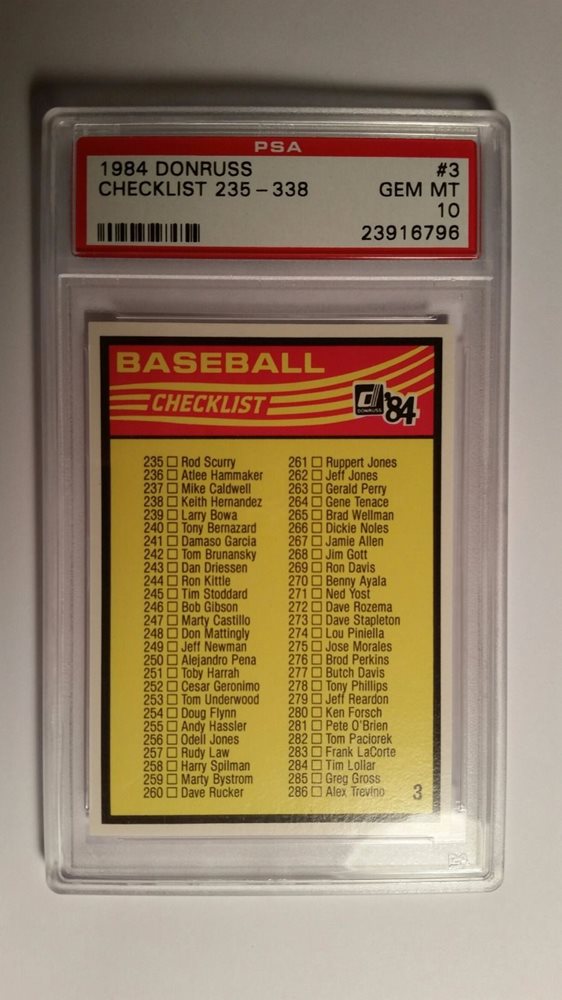 PSA
1984 DONRUSS #3
CHECKLIST 235-338 GEM MT
10
23916796
BASEBALL
CHECKLIST
DONRUSS '84
235 Rod Scurry
236 Atlee Hammaker
237 Mike Caldwell
238 Keith Hernandez
239 Larry Bowa
240 Tony Bernazard
241 Damaso Garcia
242 Tom Brunansky
243 Dan Driessen
244 Ron Kittle
245 Tim Stoddard
246 Bob Gibson
247 Marty Castillo
248 Don Mattingly
249 Jeff Newman
250 Alejandro Pena
251 Toby Harrah
252 Cesar Geronimo
253 Tom Underwood
254 Doug Flynn
255 Andy Hassler
256 Odell Jones
257 Rudy Law
258 Harry Spilman
259 Marty Bystrom
260 Dave Rucker
261 Ruppert Jones
262 Jeff Jones
263 Gerald Perry
264 Gene Tenace
265 Brad Wellman
266 Dickie Noles
267 Jamie Allen
268 Jim Gott
269 Ron Davis
270 Benny Ayala
271 Ned Yost
272 Dave Rozema
273 Dave Stapleton
274 Lou Piniella
275 Jose Morales
276 Brod Perkins
277 Butch Davis
278 Tony Phillips
279 Jeff Reardon
280 Ken Forsch
281 Pete O'Brien
282 Tom Paciorek
283 Frank LaCorte
284 Tim Lollar
285 Greg Gross
286 Alex Trevino
3